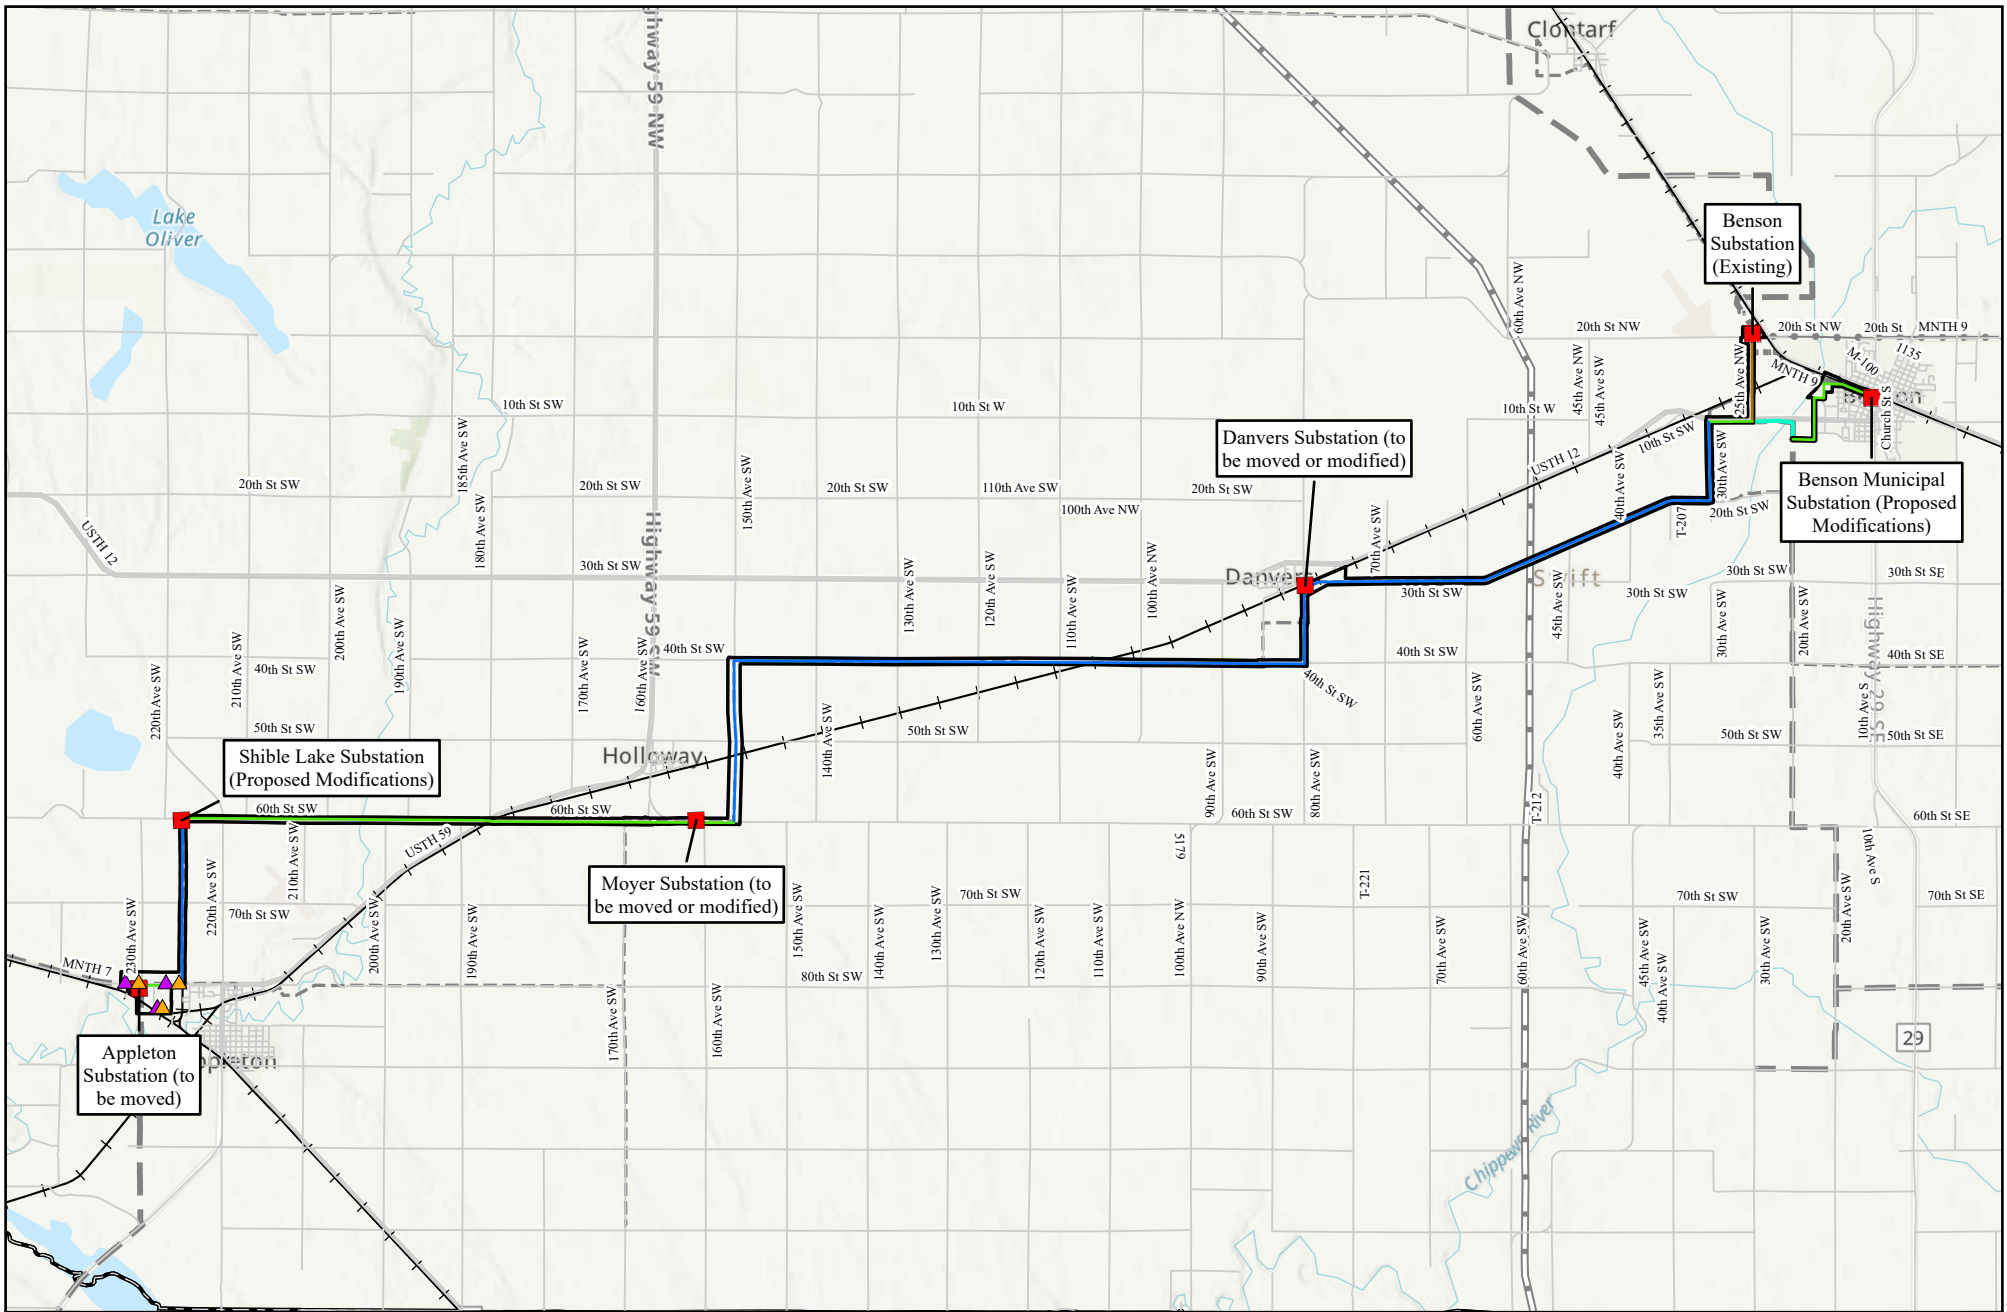 Clontarf
Highway 59 NW
Lake
Oliver
Benson
Substation
(Existing)
60th Ave NW
20th St NW
20th St NW
20th St
MNTH 9
1135
M-100
MNTH 9
25th Ave NW
45th Ave NW
45th Ave SW
Church St S
10th St SW
10th St W
10th St W
10th St SW
Danvers Substation (to
be moved or modified)
USTH 12
185th Ave SW
150th Ave SW
40th Ave SW
30th Ave SW
Benson Municipal
Substation (Proposed
Modifications)
20th St SW
20th St SW
20th St SW
110th Ave SW
20th St SW
100th Ave NW
T-207
20th St SW
USTH 12
180th Ave SW
Highway 59 SW
70th Ave SW
30th St SW
Danvers
Swift
30th St SW
30th St SW
30th St SW
30th St SE
200th Ave SW
210th Ave SW
190th Ave SW
130th Ave SW
120th Ave SW
110th Ave SW
100th Ave NW
45th Ave SW
30th Ave SW
20th Ave SW
Highway 29 SE
220th Ave SW
40th St SW
170th Ave SW
160th Ave SW
40th St SW
40th St SW
40th St SW
40th St SE
60th Ave SW
35th Ave SW
10th Ave S
50th St SW
50th St SW
50th St SW
50th St SE
Holloway
140th Ave SW
90th Ave SW
80th Ave SW
40th Ave SW
Shible Lake Substation
(Proposed Modifications)
60th St SW
60th St SW
60th St SW
T-212
60th St SE
USTH 59
210th Ave SW
5179
10th Ave S
220th Ave SW
Moyer Substation (to
be moved or modified)
T-221
70th St SW
70th St SW
70th St SW
70th St SE
230th Ave SW
200th Ave SW
190th Ave SW
150th Ave SW
140th Ave SW
130th Ave SW
120th Ave SW
110th Ave SW
100th Ave NW
90th Ave SW
70th Ave SW
60th Ave SW
45th Ave SW
40th Ave SW
30th Ave SW
20th Ave SW
MNTH 7
80th St SW
170th Ave SW
160th Ave SW
29
Appleton
Substation (to
be moved)
Chippewa River